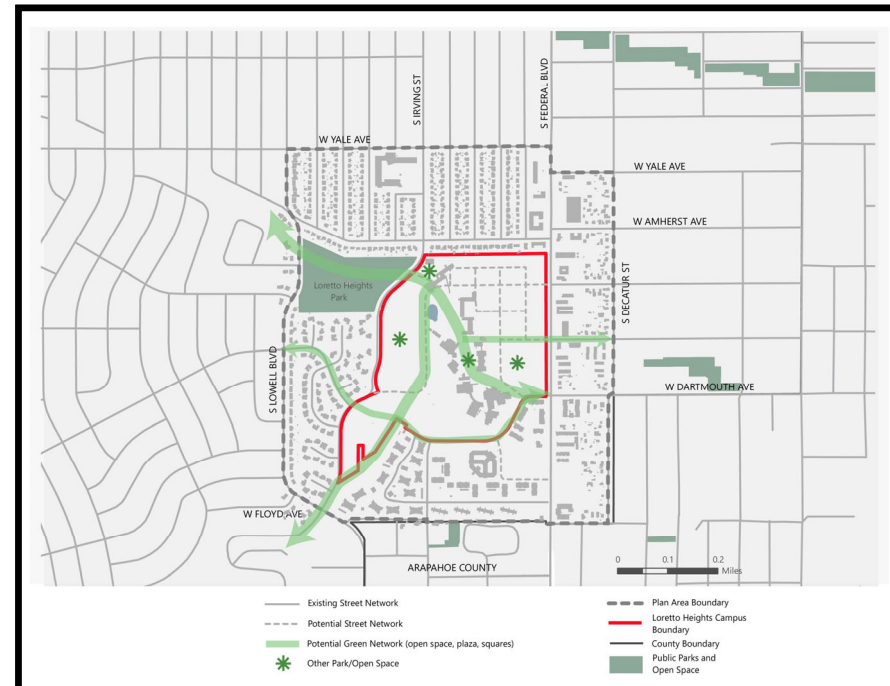 S IRVING ST
S FEDERAL BLVD
W YALE AVE
W YALE AVE
W AMHERST AVE
S DECATUR ST
Loretto Heights
Park
S LOWELL BLVD
W DARTMOUTH AVE
W FLOYD AVE
ARAPAHOE COUNTY
0
0.1
0.2
Miles
Existing Street Network
Potential Street Network
Potential Green Network (open space, plaza, squares)
Other Park/Open Space
Plan Area Boundary
Loretto Heights Campus
Boundary
County Boundary
Public Parks and
Open Space